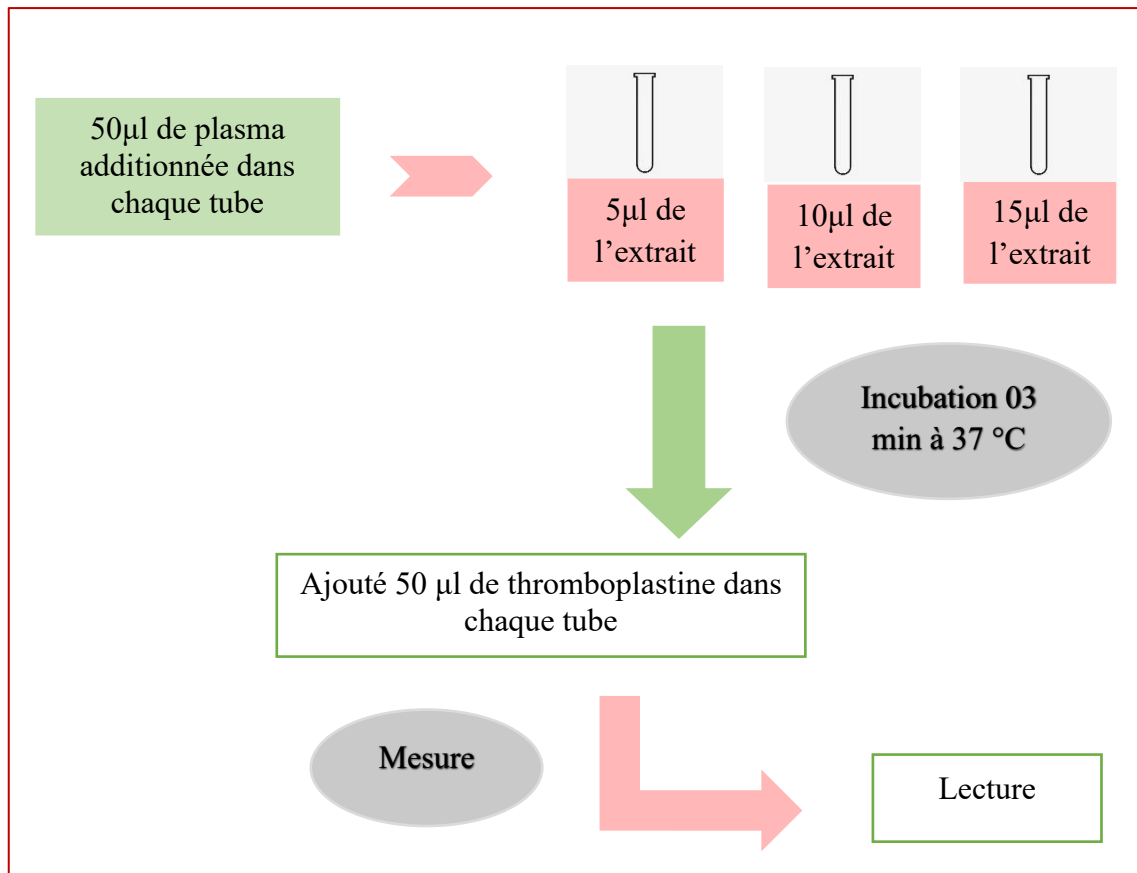 50µl de plasma
additionnée dans
chaque tube
5µl de
l’extrait
10µl de
l’extrait
15µl de
l’extrait
Incubation 03
min à 37 °C
Ajouté 50 µl de thromboplastine dans
chaque tube
Mesure
Lecture